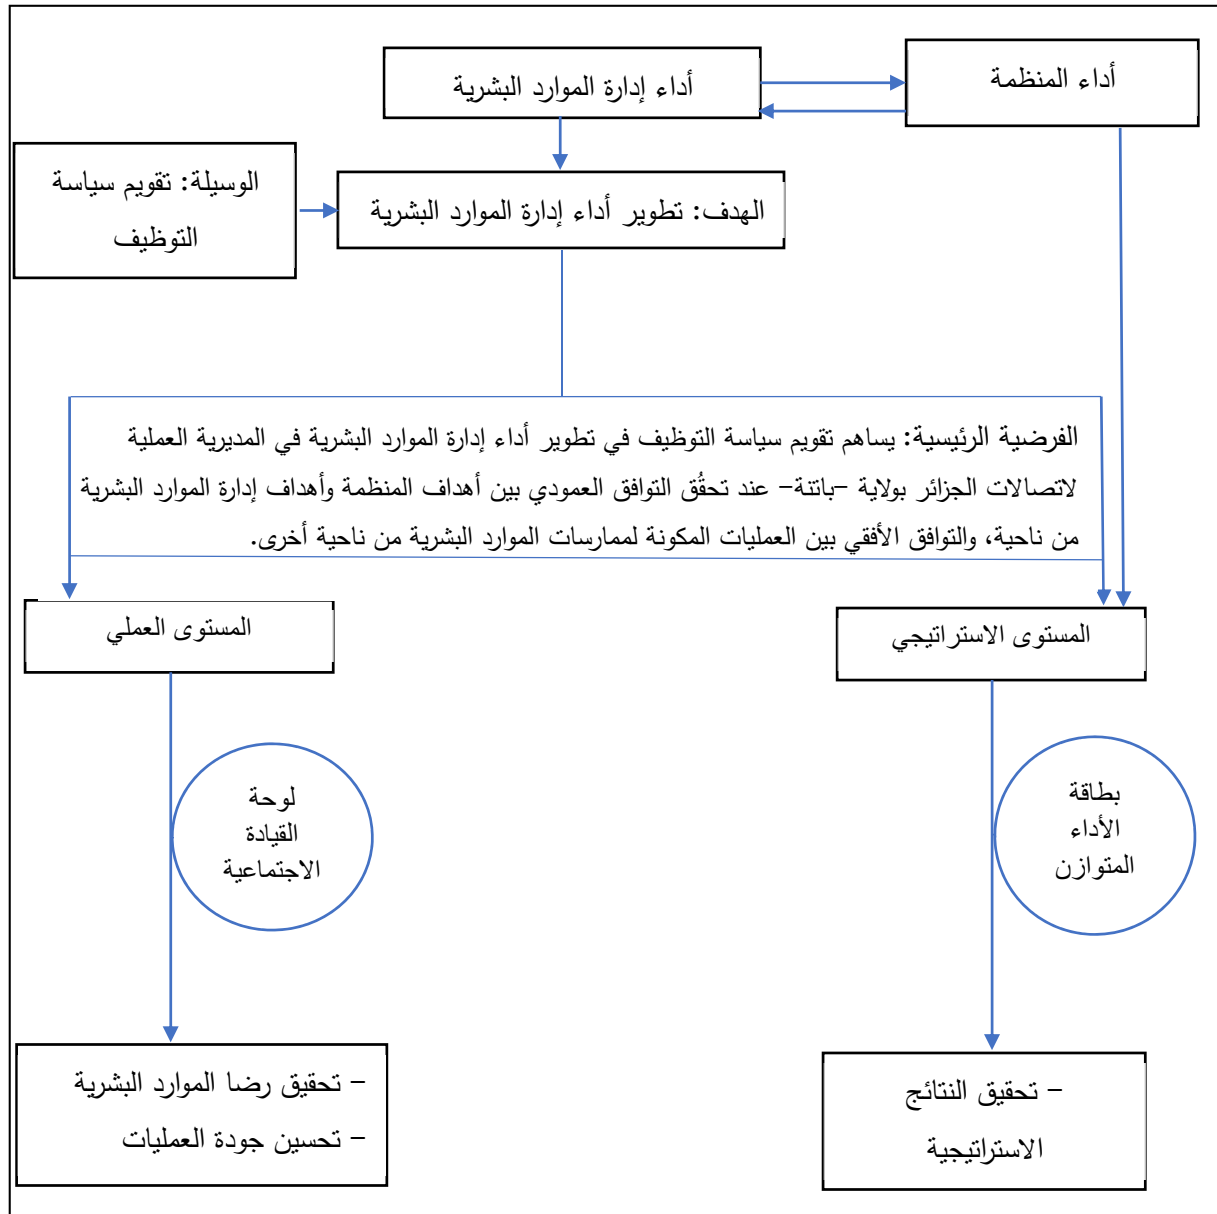 أداء المنظمة
أداء إدارة الموارد البشرية
الهدف: تطوير أداء إدارة الموارد البشرية
الوسيلة: تقويم سياسة
التوظيف
الفرضية الرئيسية: يساهم تقويم سياسة التوظيف في تطوير أداء إدارة الموارد البشرية في المديرية العملية
لاتصالات الجزائر بولاية –باتنة– عند تحقُق التوافق العمودي بين أهداف المنظمة وأهداف إدارة الموارد البشرية
من ناحية، والتوافق الأفقي بين العمليات المكونة لممارسات الموارد البشرية من ناحية أخرى.
المستوى الاستراتيجي
المستوى العملي
بطاقة
الأداء
المتوازن
لوحة
القيادة
الاجتماعية
– تحقيق النتائج
الاستراتيجية
– تحقيق رضا الموارد البشرية
– تحسين جودة العمليات